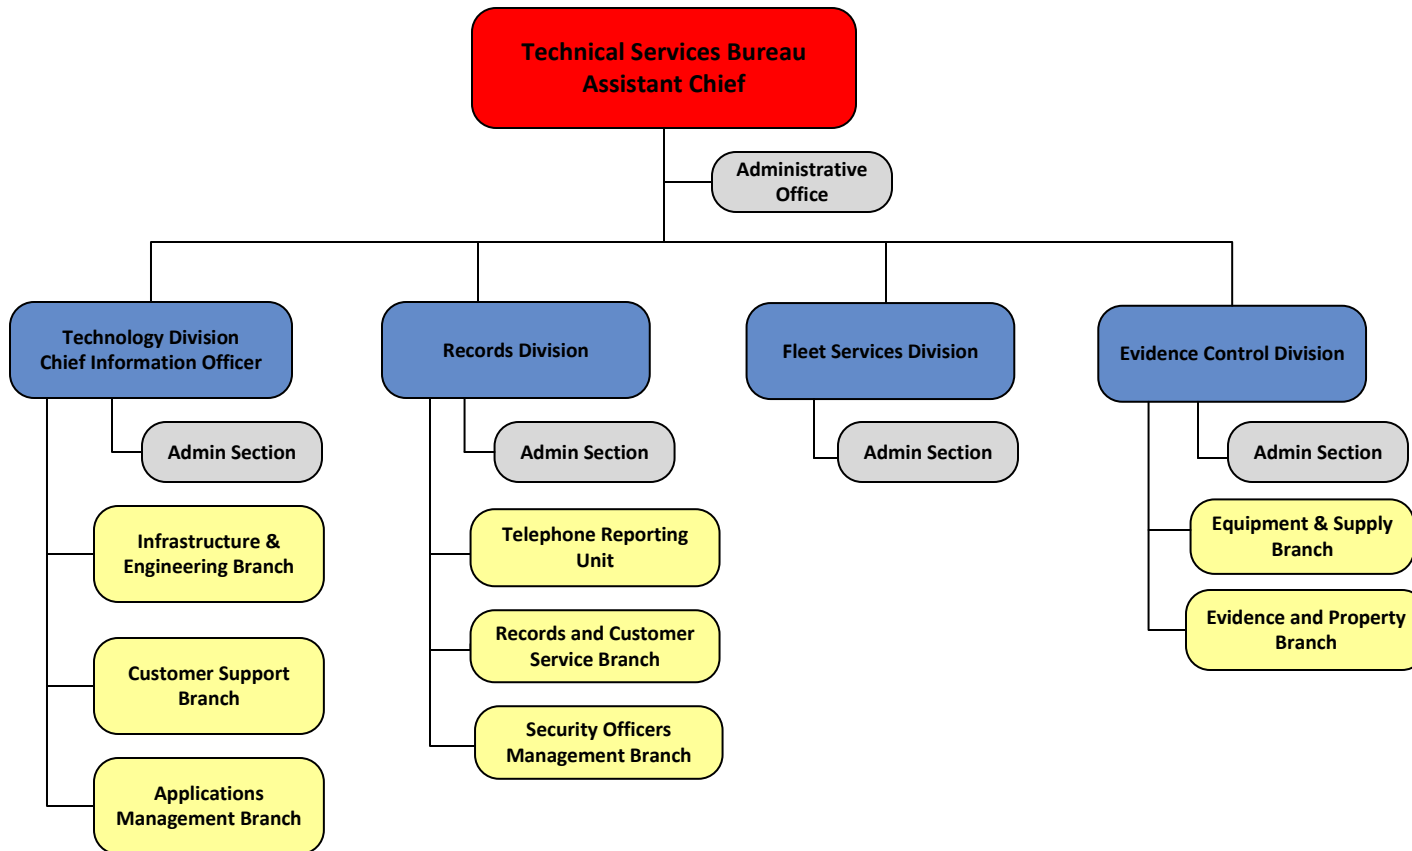 Technical Services Bureau
Assistant Chief
Administrative
Office
Technology Division
Chief Information Officer
Records Division
Fleet Services Division
Evidence Control Division
Admin Section
Admin Section
Admin Section
Admin Section
Infrastructure &
Engineering Branch
Customer Support
Branch
Applications
Management Branch
Telephone Reporting
Unit
Records and Customer
Service Branch
Security Officers
Management Branch
Equipment & Supply
Branch
Evidence and Property
Branch